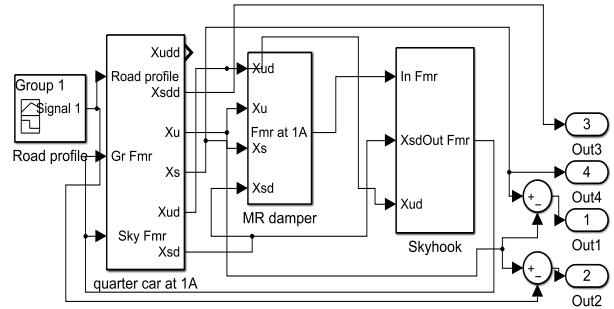 Group 1
Signal 1
Road profile
Xudd
Road profile
Xsdd
Xu
Gr Fmr
Xs
Xud
Sky Fmr
Xsd
quarter car at 1A
Xud
Xu
Fmr at 1A
Xs
Xsd
MR damper
In Fmr
XsdOut Fmr
Xud
Skyhook
3
Out3
4
Out4
+
−
1
Out1
+
−
2
Out2